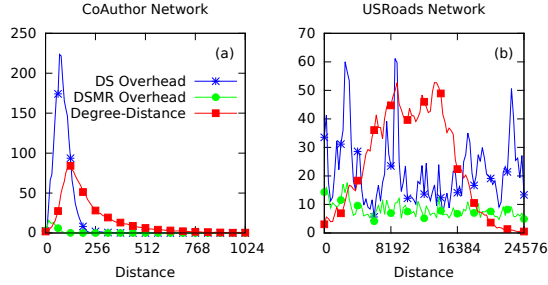 CoAuthor Network
USRoads Network
250
200
150
100
50
0
(a)
DS Overhead
DSMR Overhead
Degree-Distance
0 256 512 768 1024
Distance
70
60
50
40
30
20
10
0
(b)
0 8192 16384 24576
Distance